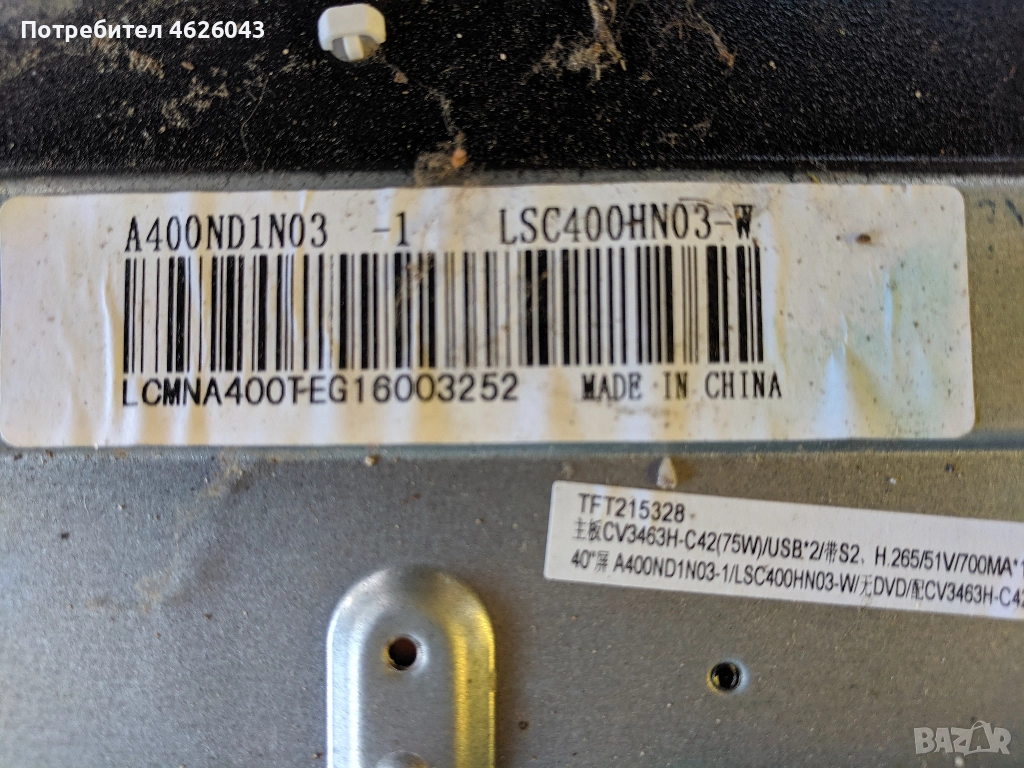 Потребител 4626043
A400ND1N03 -1 LSC400HN03-W
LCMNA400T-EG16003252 MADE IN CHINA
TFT215328
主板CV3463H-C42(75W)/USB*2/带S2、H.265/51V/700MA*1
40"屏 A400ND1N03-1/LSC400HN03-W/无DVD/配CV3463H-C42
BAZAR